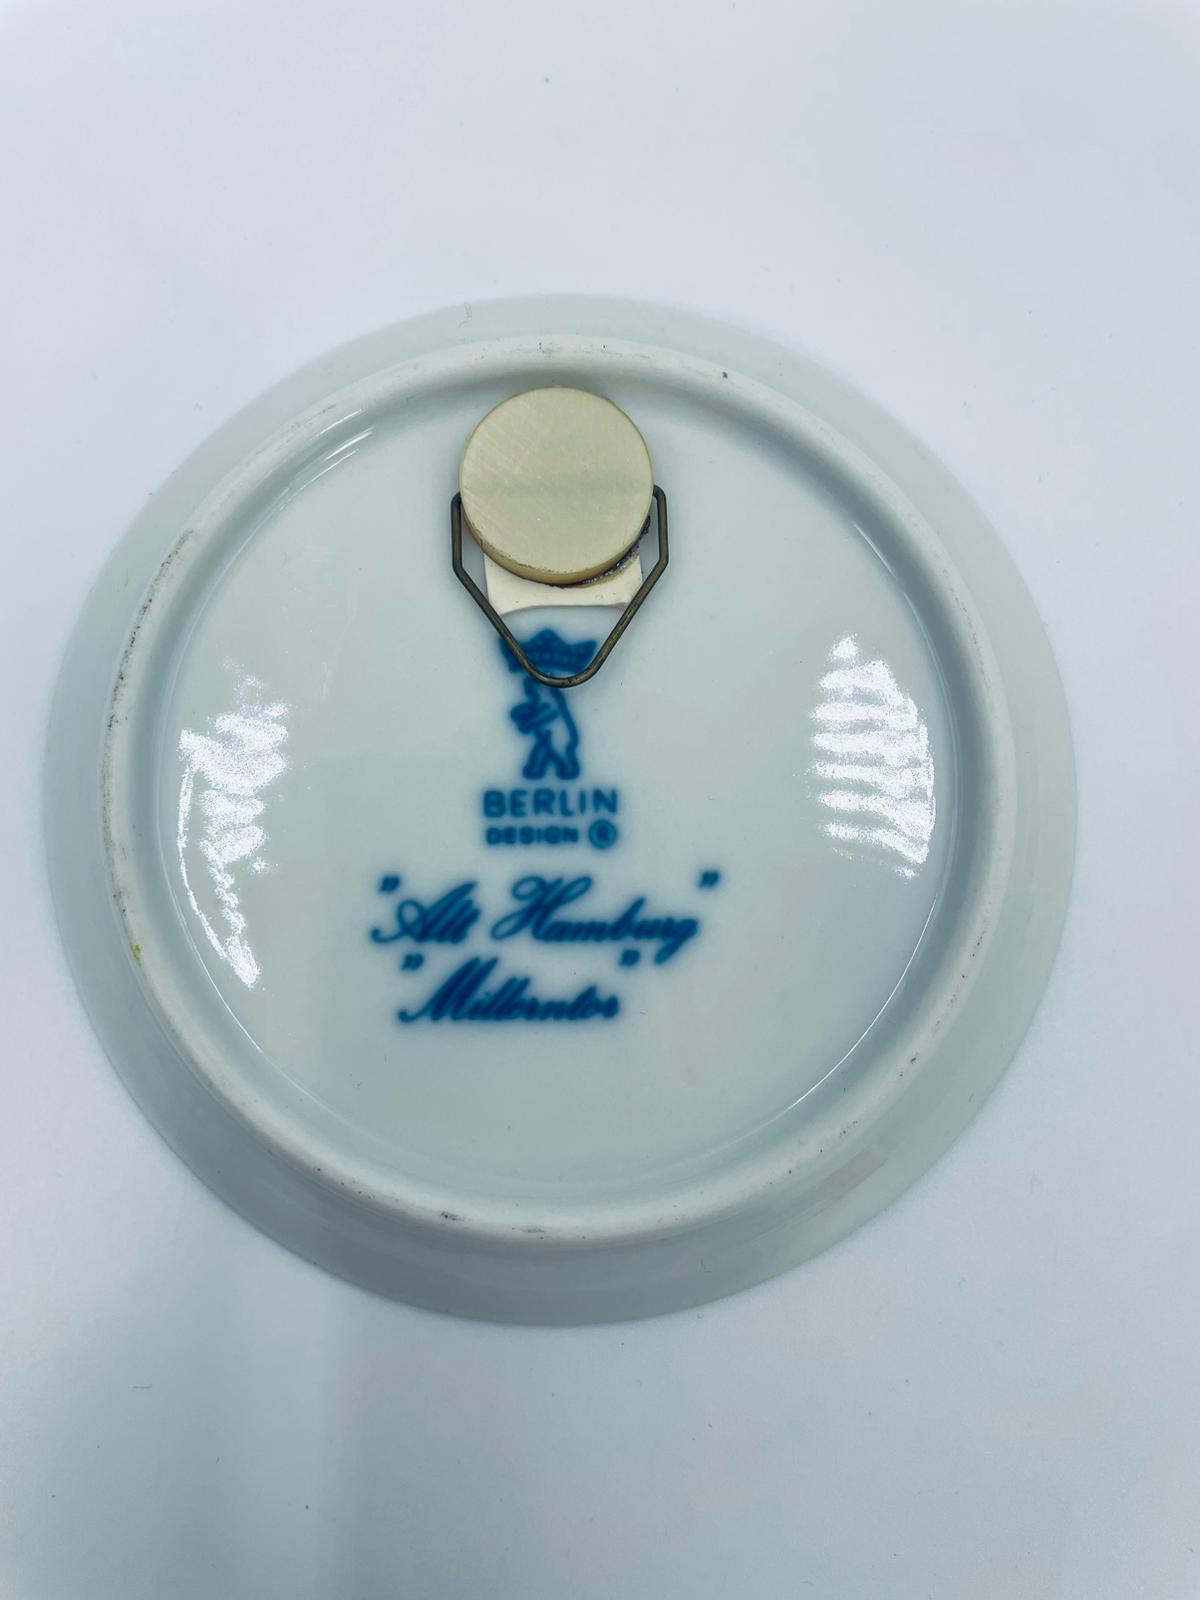 BERLIN
DESIGN ®
"Alt Hamburg"
"Millerntor"